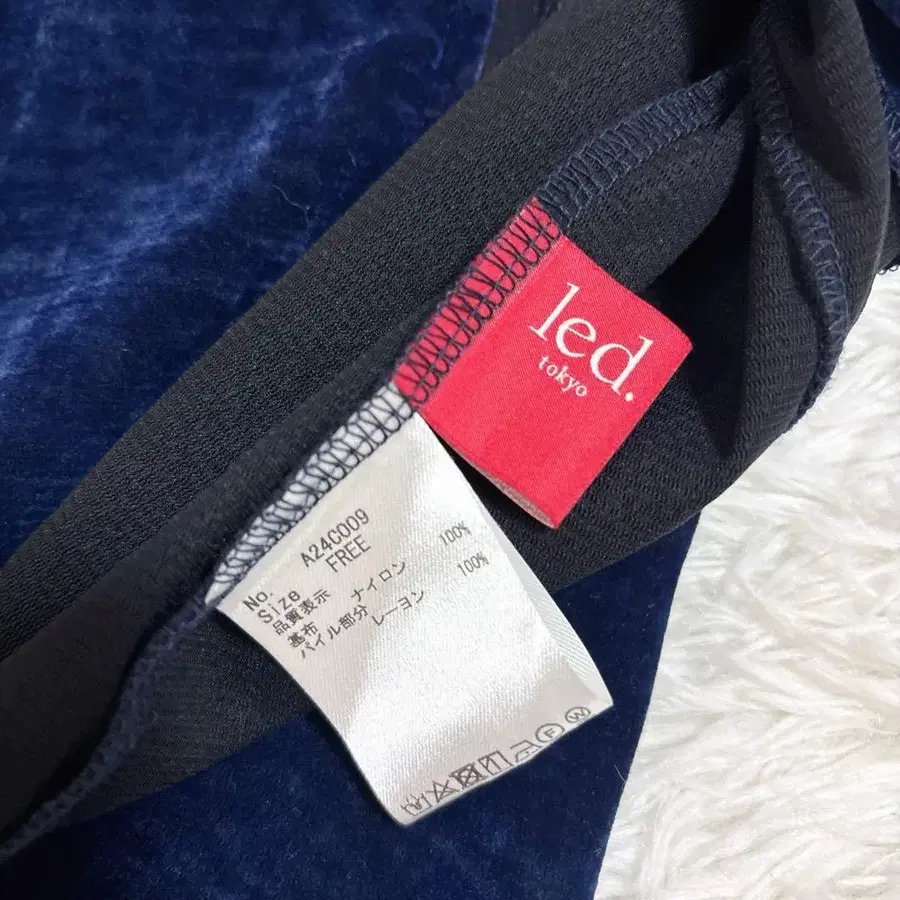 led.
tokyo
No. A24C009
Size FREE
品質表示
基布 ナイロン 100%
パイル部分
レーヨン 100%
F W